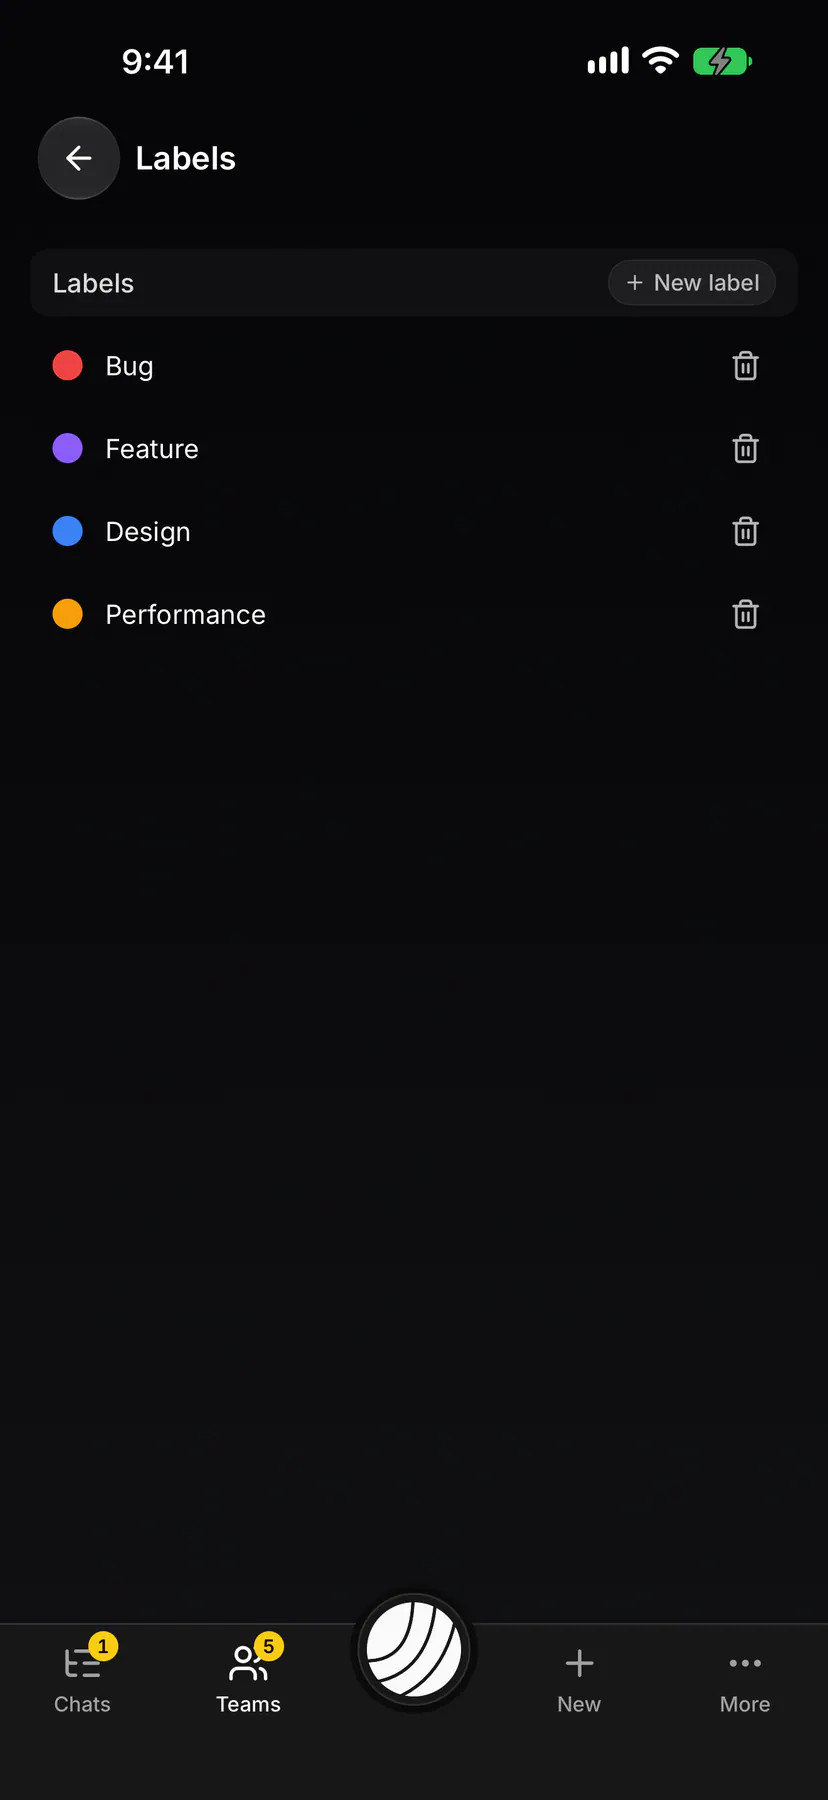 9:41
Labels
Labels
+ New label
Bug
Feature
Design
Performance
1
5
Chats
Teams
New
More